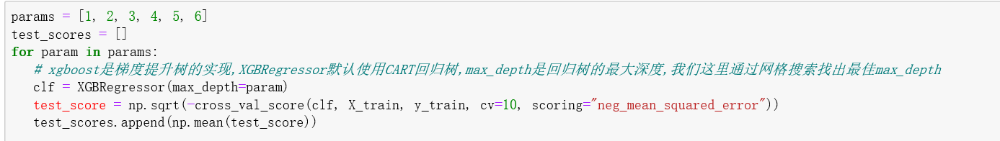 params = [1, 2, 3, 4, 5, 6]
test_scores = []
for param in params:
# xgboost是梯度提升树的实现,XGBRegressor默认使用CART回归树,max_depth是回归树的最大深度,我们这里通过网格搜索找出最佳max_depth
clf = XGBRegressor(max_depth=param)
test_score = np.sqrt(-cross_val_score(clf, X_train, y_train, cv=10, scoring="neg_mean_squared_error"))
test_scores.append(np.mean(test_score))